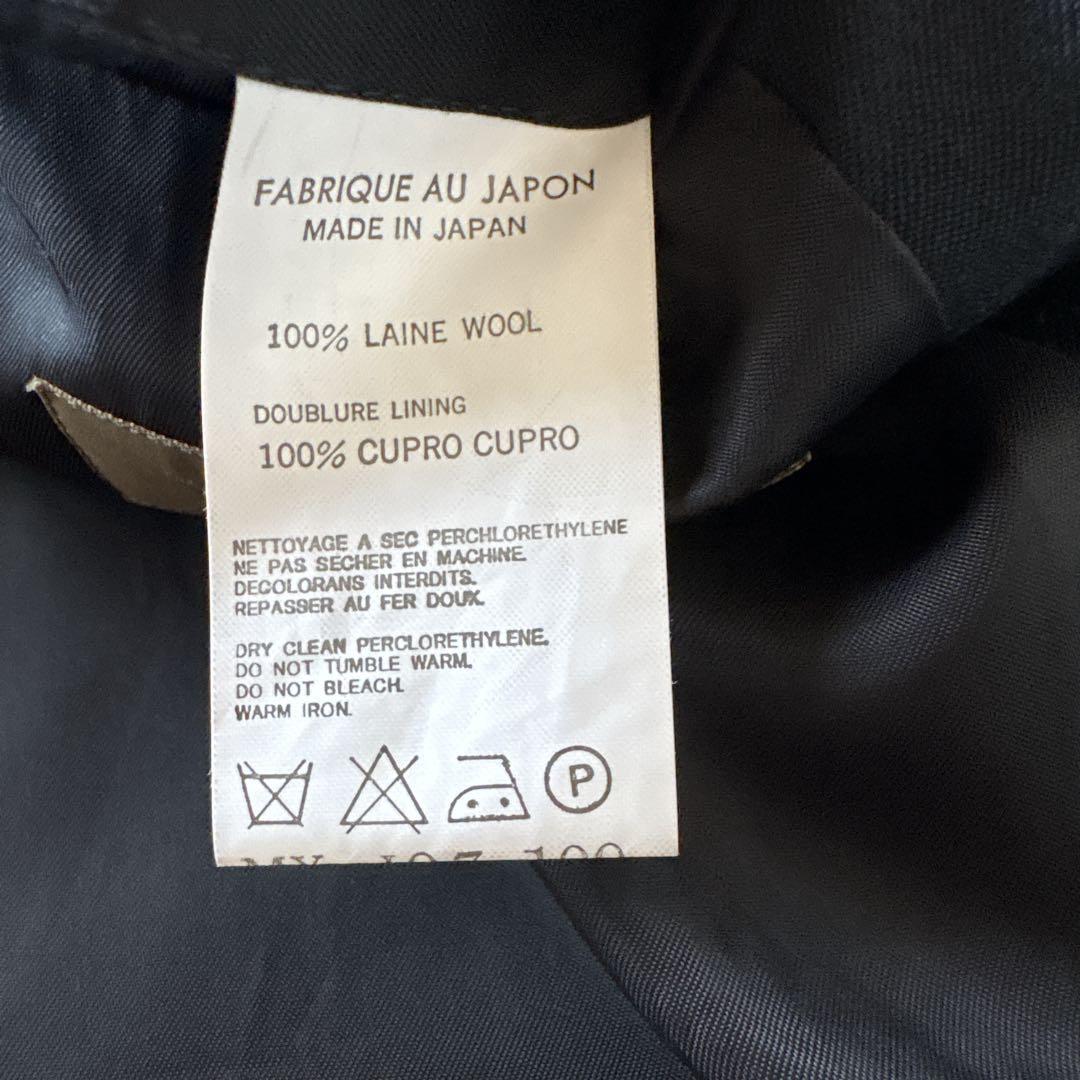 FABRIQUE AU JAPON
MADE IN JAPAN
100% LAINE WOOL
DOUBLURE LINING
100% CUPRO CUPRO
NETTOYAGE A SEC PERCHLORETHYLENE
NE PAS SECHER EN MACHINE.
DECOLORANS INTERDITS.
REPASSER AU FER DOUX.
DRY CLEAN PERCLORETHYLENE.
DO NOT TUMBLE WARM.
DO NOT BLEACH.
WARM IRON.
P